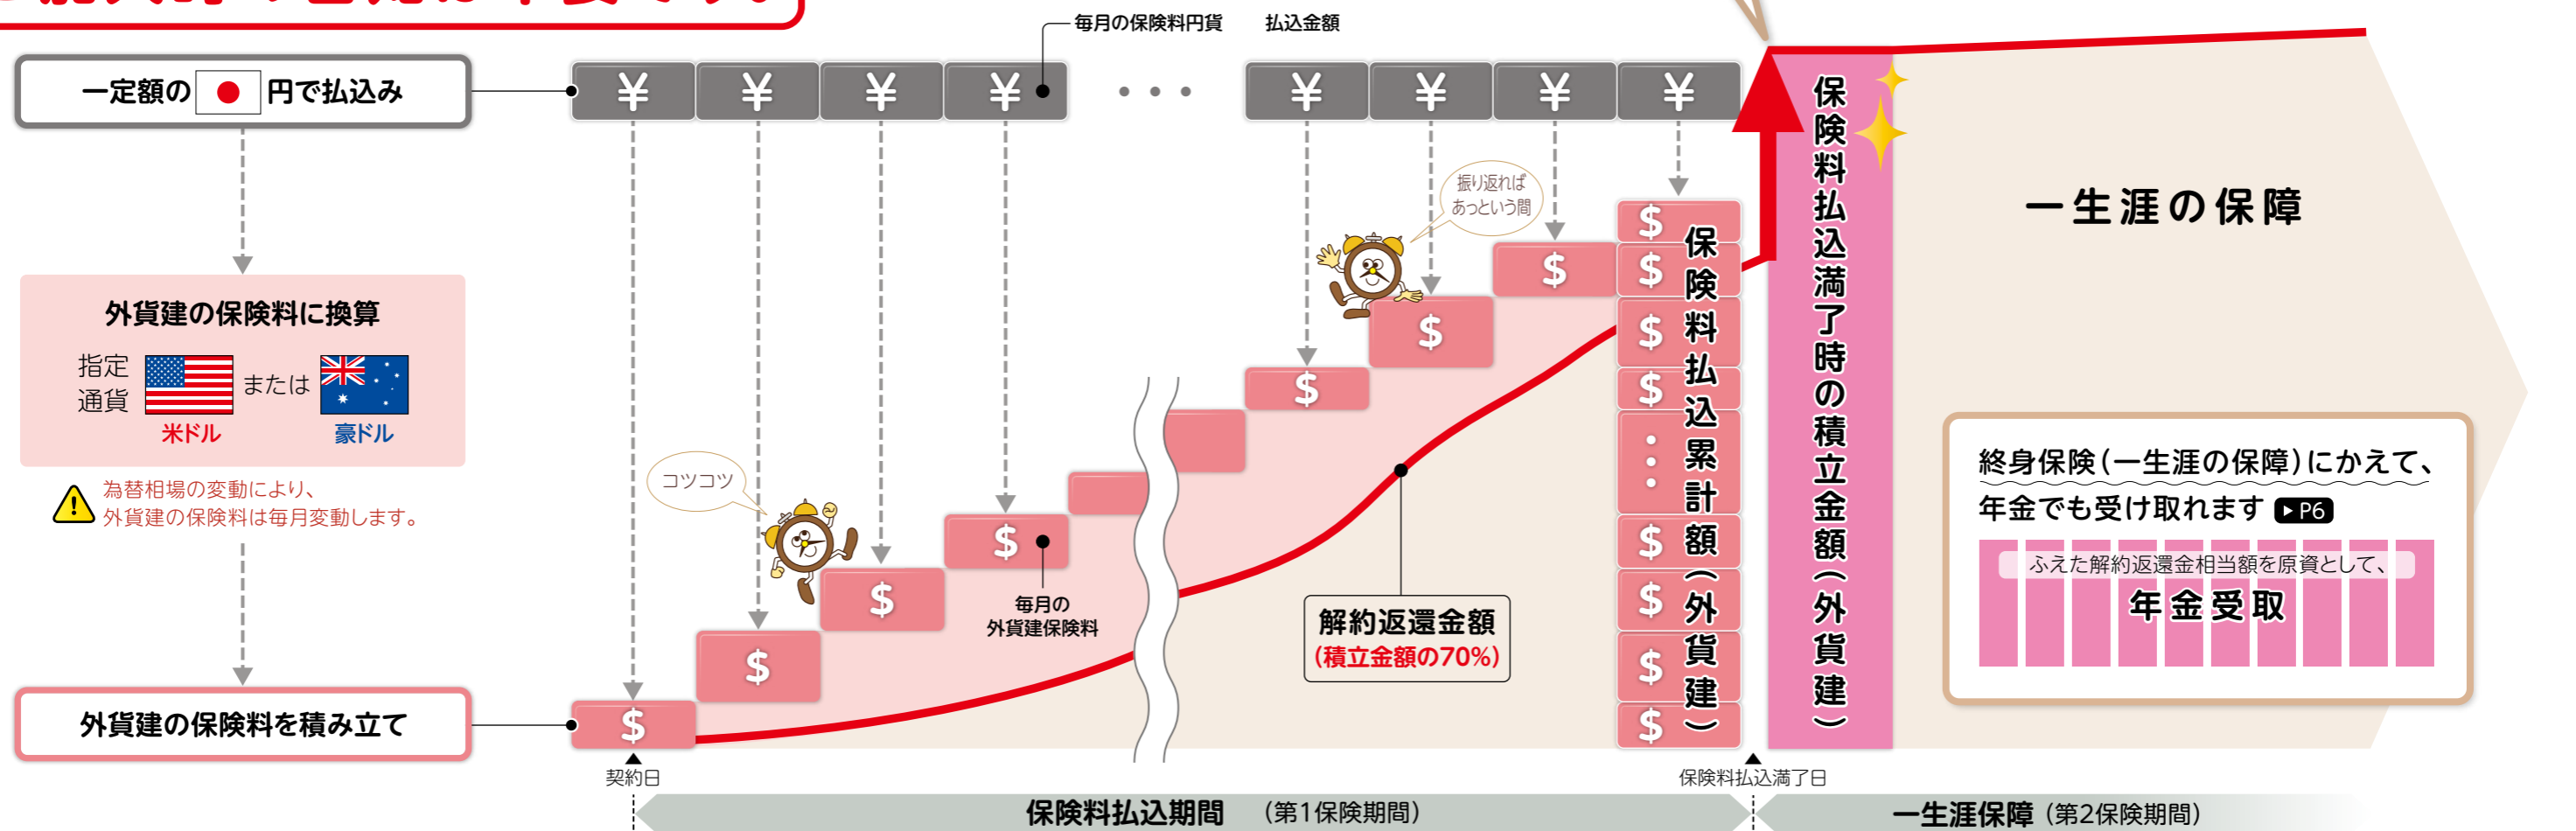 毎月の保険料円貨払込金額
一定額の 円で払込み
¥ ¥ ¥ ¥ ・・・ ¥ ¥ ¥ ¥
外貨建の保険料に換算
指定通貨
または
米ドル
豪ドル
為替相場の変動により、
外貨建の保険料は毎月変動します。
外貨建の保険料を積み立て
コツコツ
振り返れば
あっという間
$ $ $ $ $ $ $
毎月の
外貨建保険料
解約返還金額
(積立金額の70%)
$ $ $ $ $ $ $ $
保険料払込累計額(外貨建)
保険料払込満了時の積立金額(外貨建)
一生涯の保障
終身保険(一生涯の保障)にかえて、
年金でも受け取れます ▶P6
ふえた解約返還金相当額を原資として、
年金受取
契約日
保険料払込満了日
保険料払込期間 (第1保険期間)
一生涯保障 (第2保険期間)